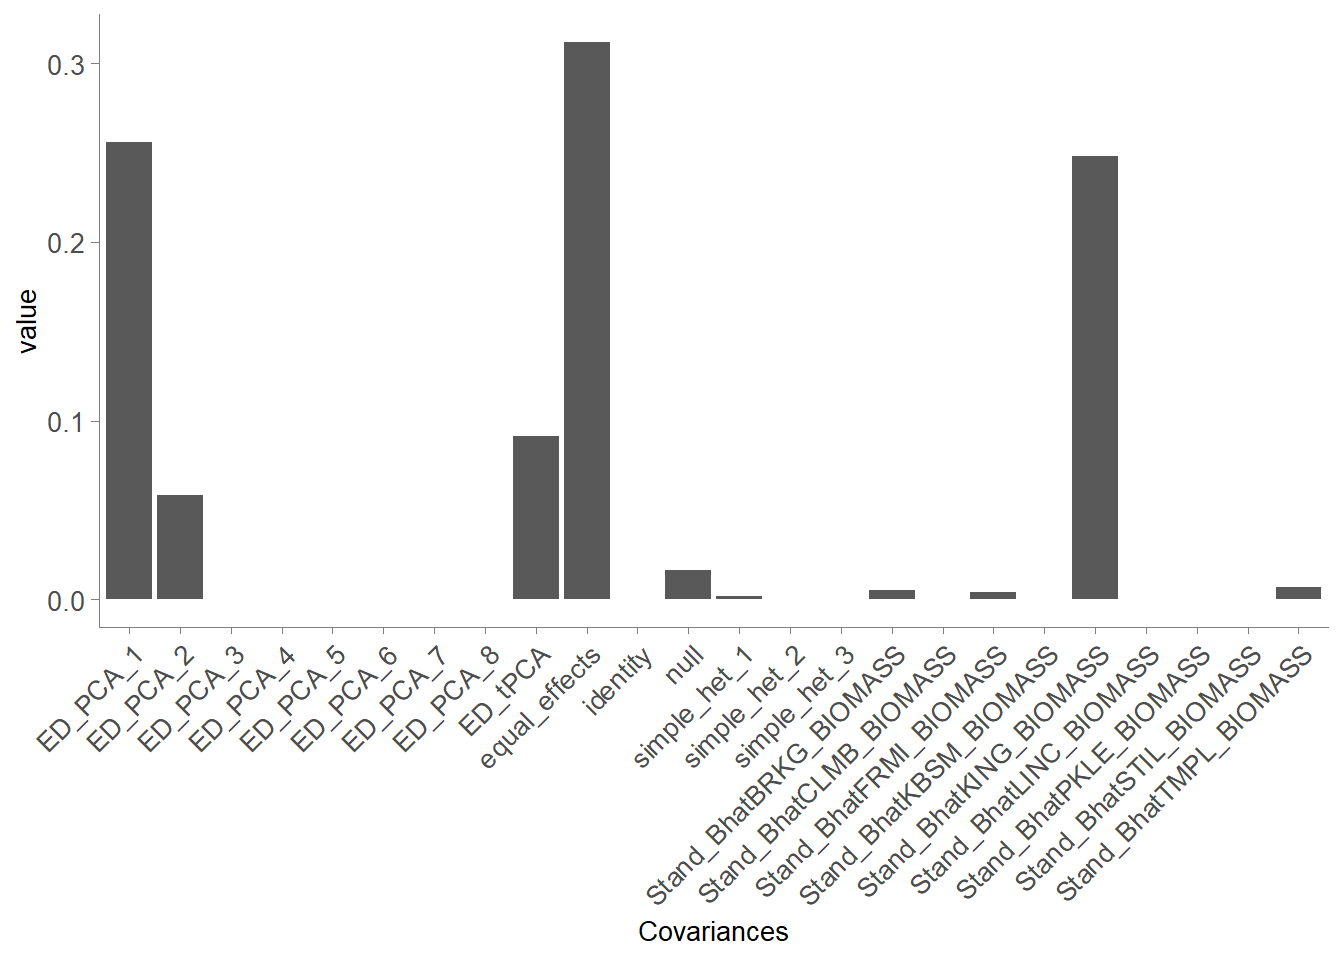 0.3
0.2
0.1
0.0
value
ED_PCA_1
ED_PCA_2
ED_PCA_3
ED_PCA_4
ED_PCA_5
ED_PCA_6
ED_PCA_7
ED_PCA_8
ED_tPCA
equal_effects
identity
null
simple_het_1
simple_het_2
simple_het_3
Stand_BhatBRKG_BIOMASS
Stand_BhatCLMB_BIOMASS
Stand_BhatFRMI_BIOMASS
Stand_BhatKBSM_BIOMASS
Stand_BhatKING_BIOMASS
Stand_BhatLINC_BIOMASS
Stand_BhatPKLE_BIOMASS
Stand_BhatSTIL_BIOMASS
Stand_BhatTMPL_BIOMASS
Covariances